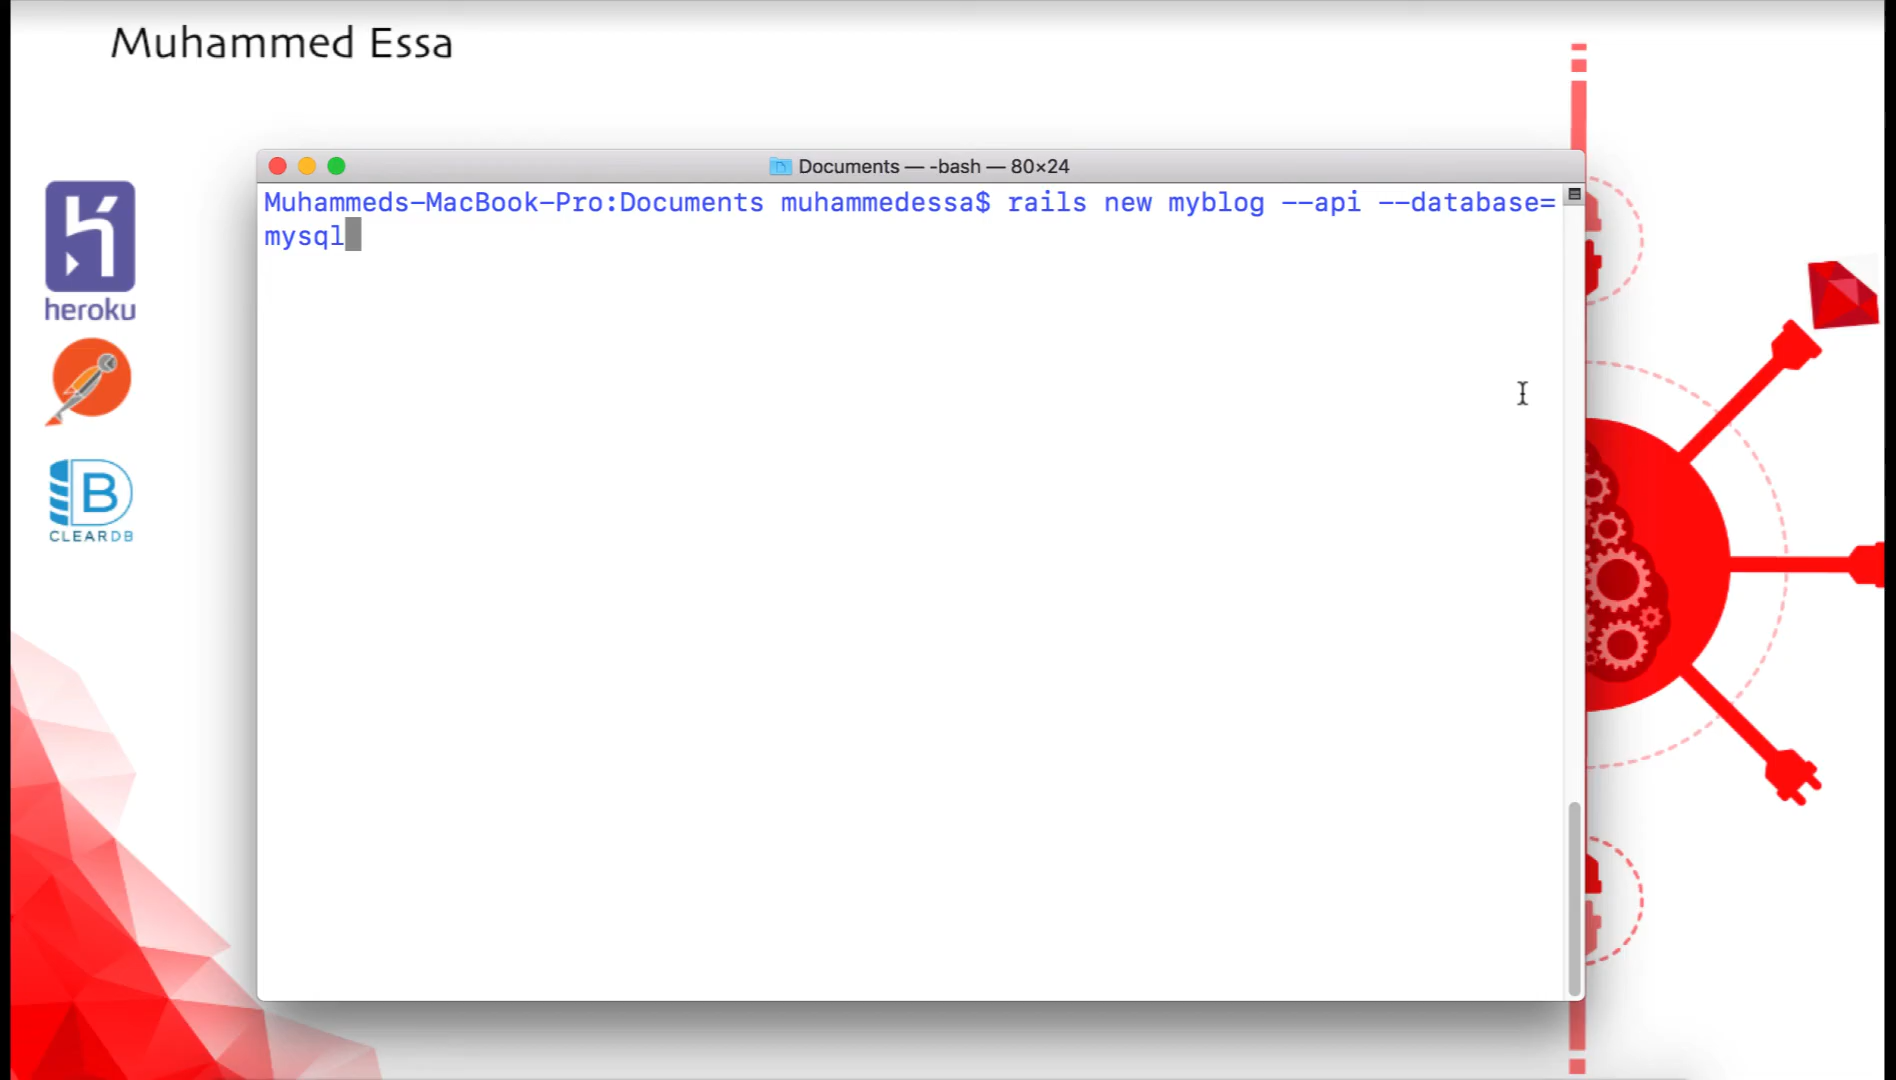 Muhammed Essa
Documents — -bash — 80×24
Muhammeds-MacBook-Pro:Documents muhammedessa$ rails new myblog --api --database=
mysql
heroku
B
CLEARDB